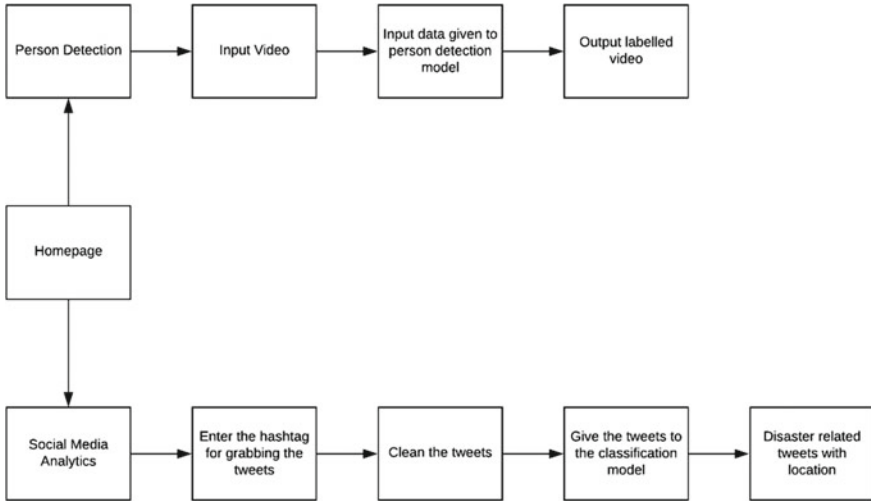 Person Detection
Input Video
Input data given to
person detection
model
Output labelled
video
Homepage
Social Media
Analytics
Enter the hashtag
for grabbing the
tweets
Clean the tweets
Give the tweets to
the classification
model
Disaster related
tweets with
location